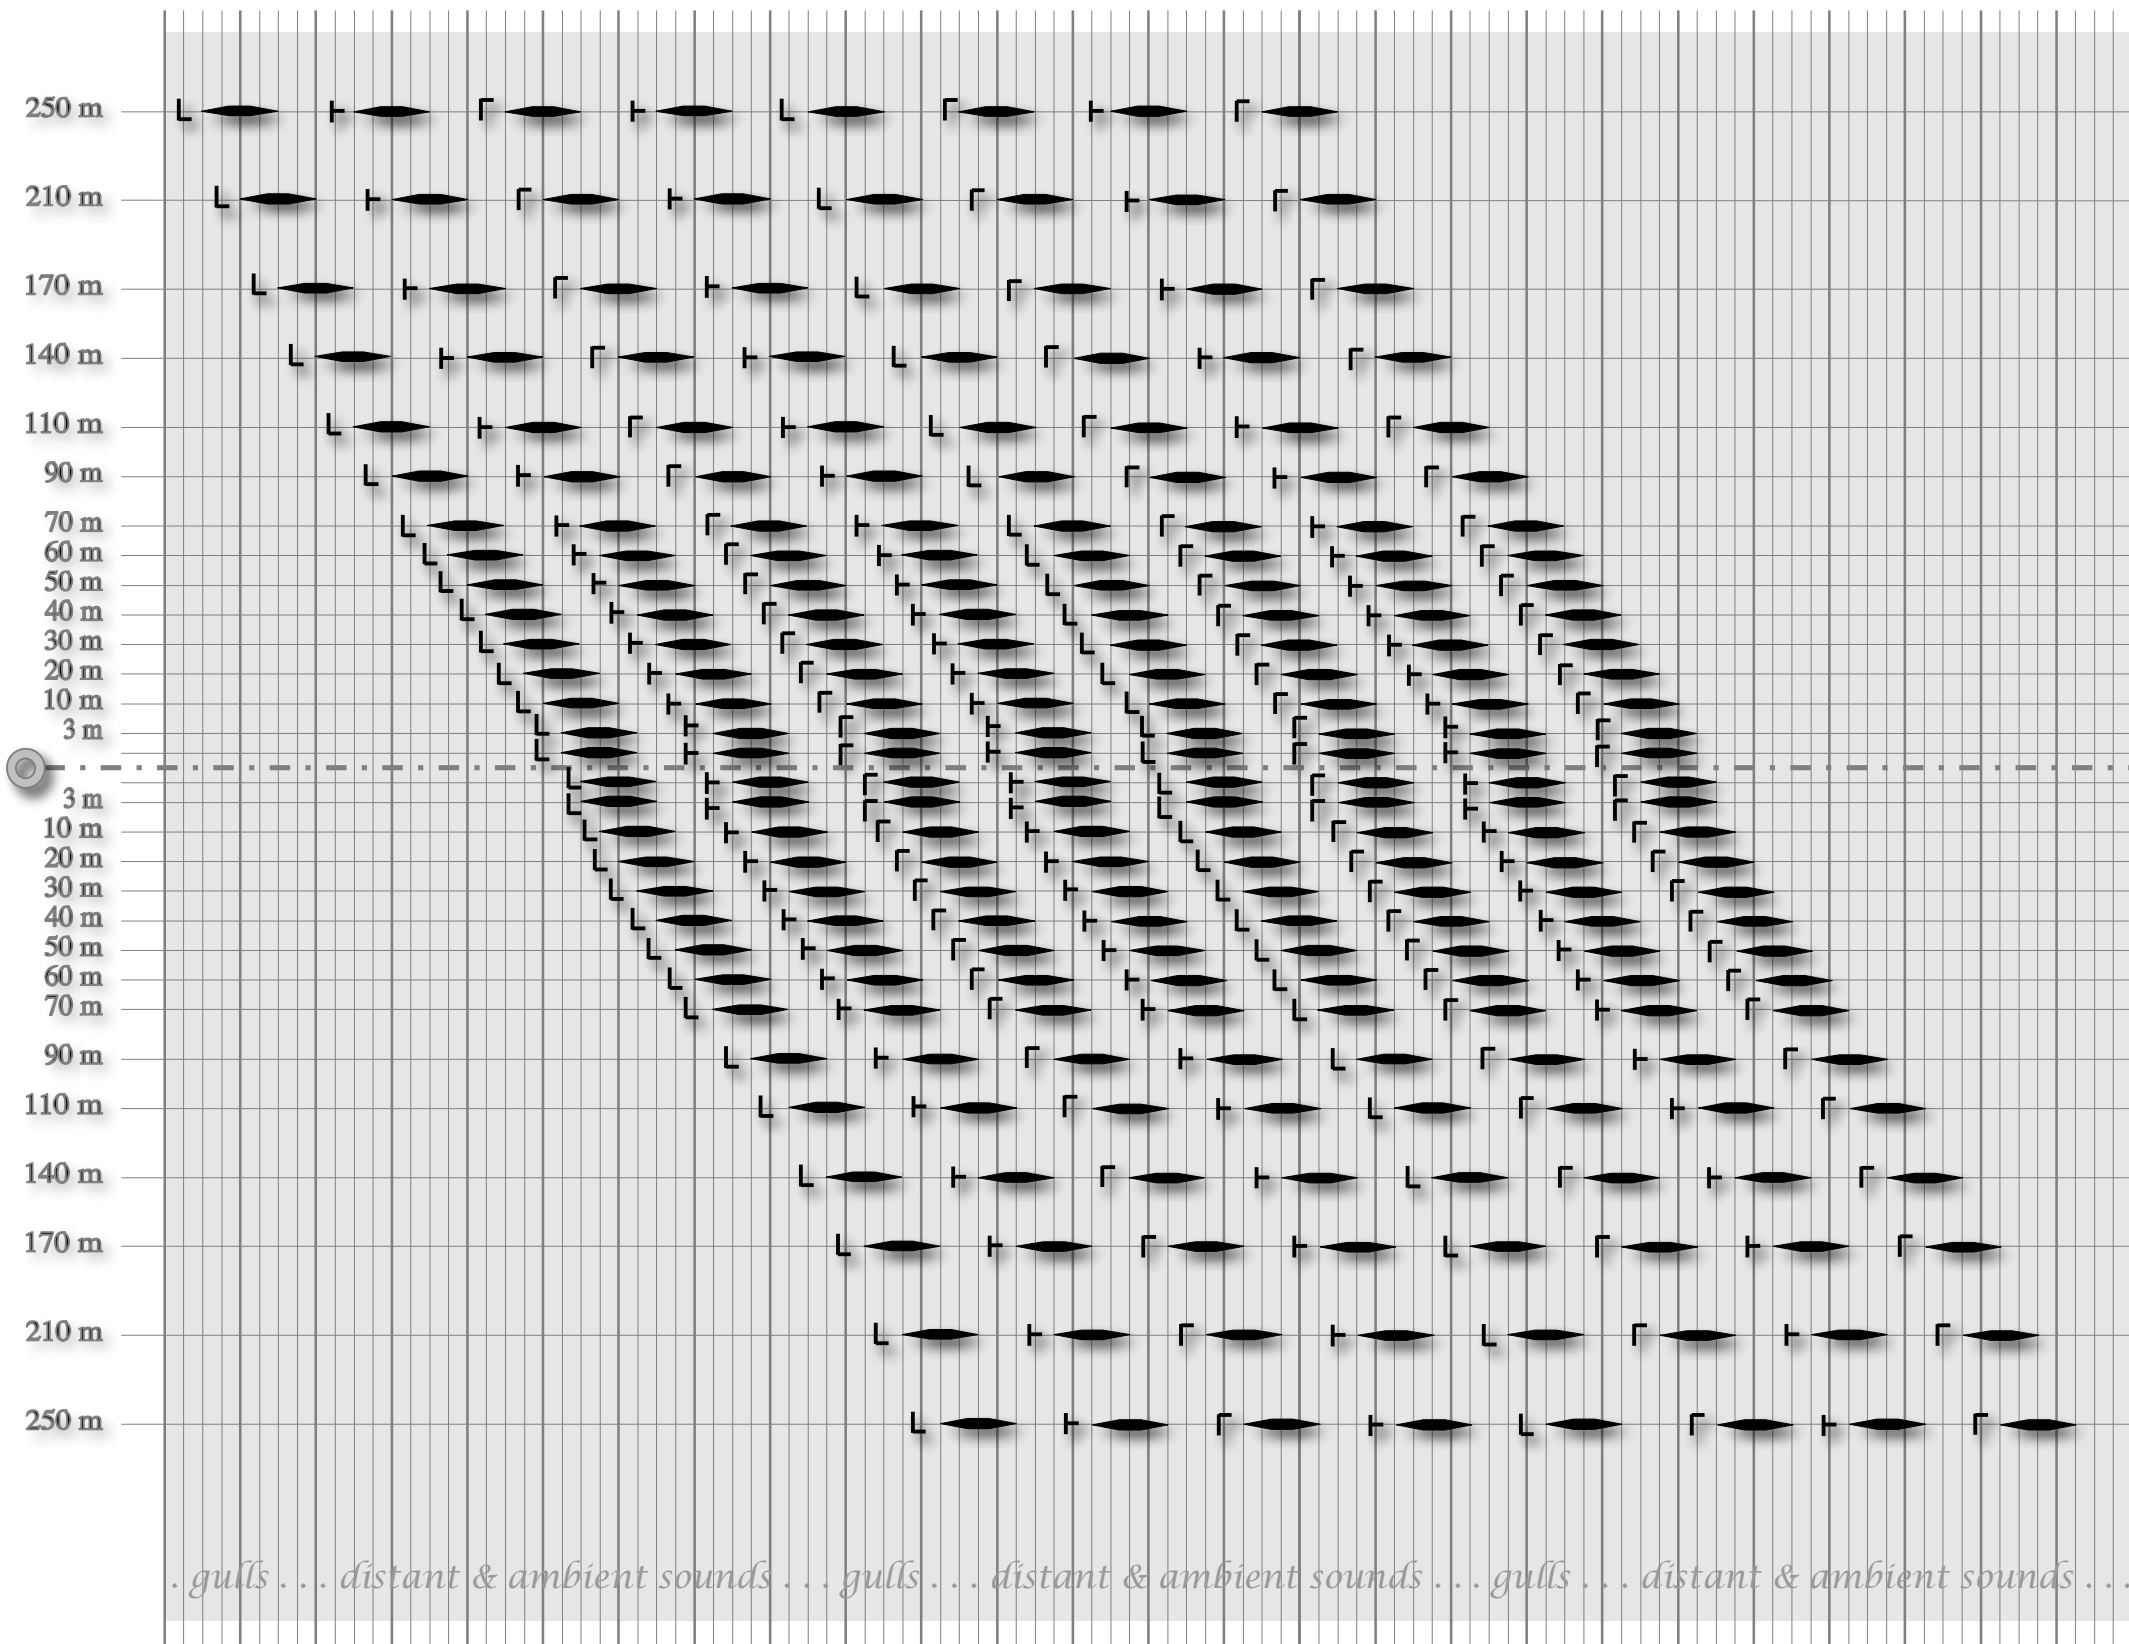 250 m
210 m
170 m
140 m
110 m
90 m
70 m
60 m
50 m
40 m
30 m
20 m
10 m
3 m
3 m
10 m
20 m
30 m
40 m
50 m
60 m
70 m
90 m
110 m
140 m
170 m
210 m
250 m
. gulls . . . distant & ambient sounds . . . gulls . . . distant & ambient sounds . . . gulls . . . distant & ambient sounds . . .